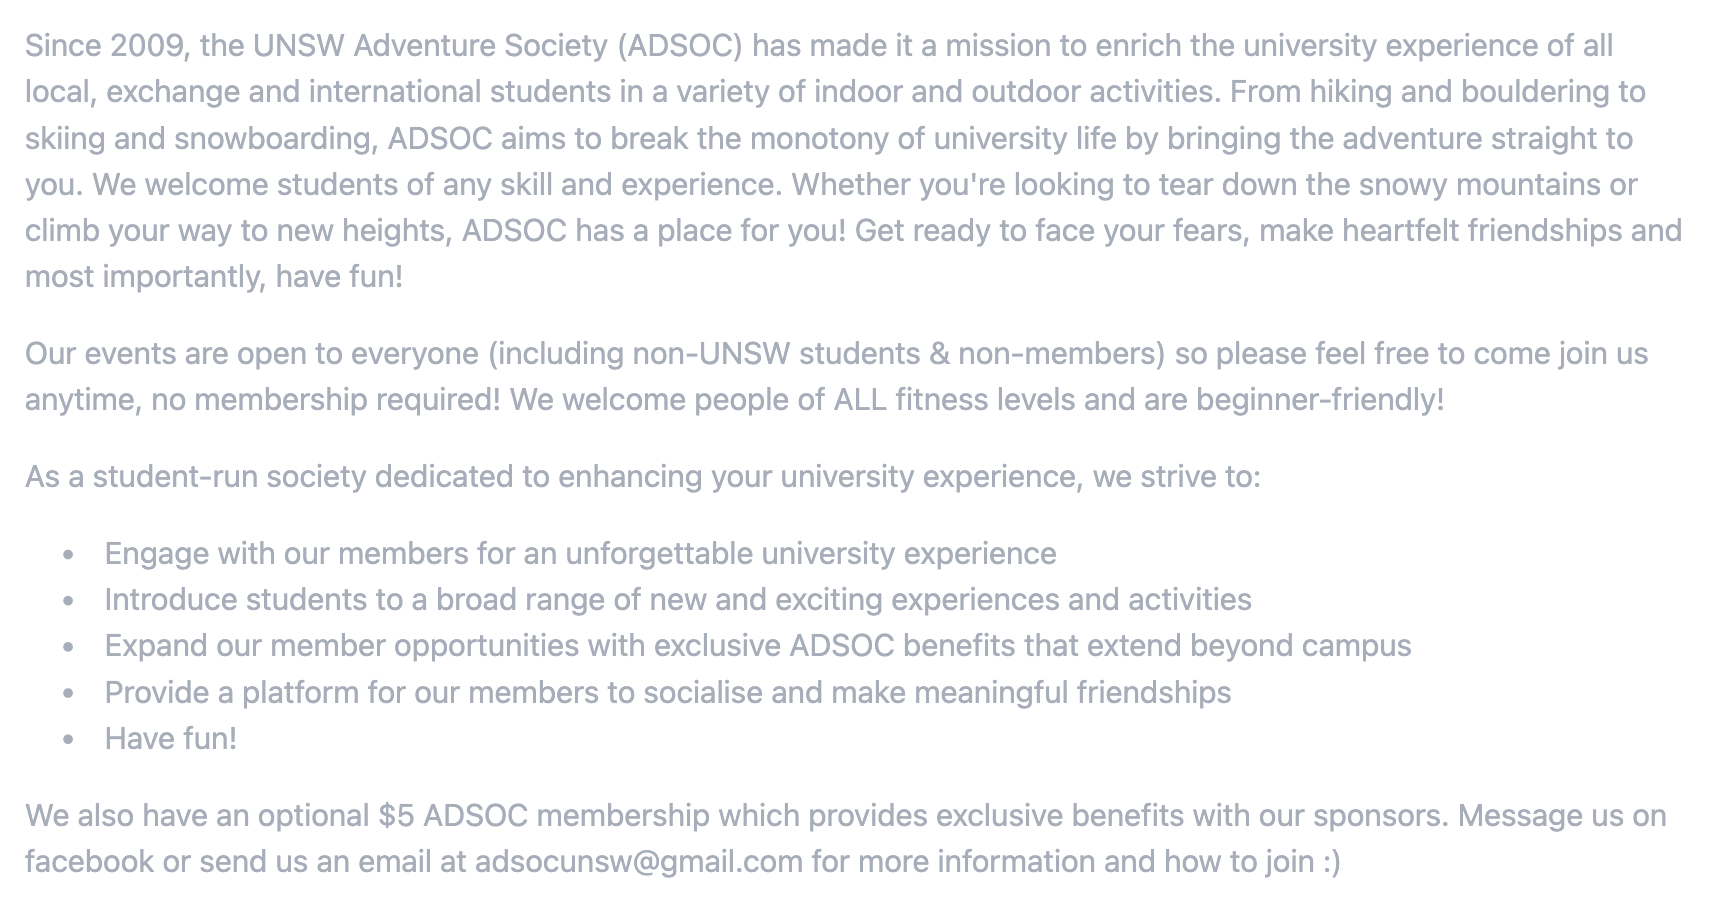 Since 2009, the UNSW Adventure Society (ADSOC) has made it a mission to enrich the university experience of all
local, exchange and international students in a variety of indoor and outdoor activities. From hiking and bouldering to
skiing and snowboarding, ADSOC aims to break the monotony of university life by bringing the adventure straight to
you. We welcome students of any skill and experience. Whether you're looking to tear down the snowy mountains or
climb your way to new heights, ADSOC has a place for you! Get ready to face your fears, make heartfelt friendships and
most importantly, have fun!
Our events are open to everyone (including non-UNSW students & non-members) so please feel free to come join us
anytime, no membership required! We welcome people of ALL fitness levels and are beginner-friendly!
As a student-run society dedicated to enhancing your university experience, we strive to:
• Engage with our members for an unforgettable university experience
• Introduce students to a broad range of new and exciting experiences and activities
• Expand our member opportunities with exclusive ADSOC benefits that extend beyond campus
• Provide a platform for our members to socialise and make meaningful friendships
• Have fun!
We also have an optional $5 ADSOC membership which provides exclusive benefits with our sponsors. Message us on
facebook or send us an email at adsocunsw@gmail.com for more information and how to join :)